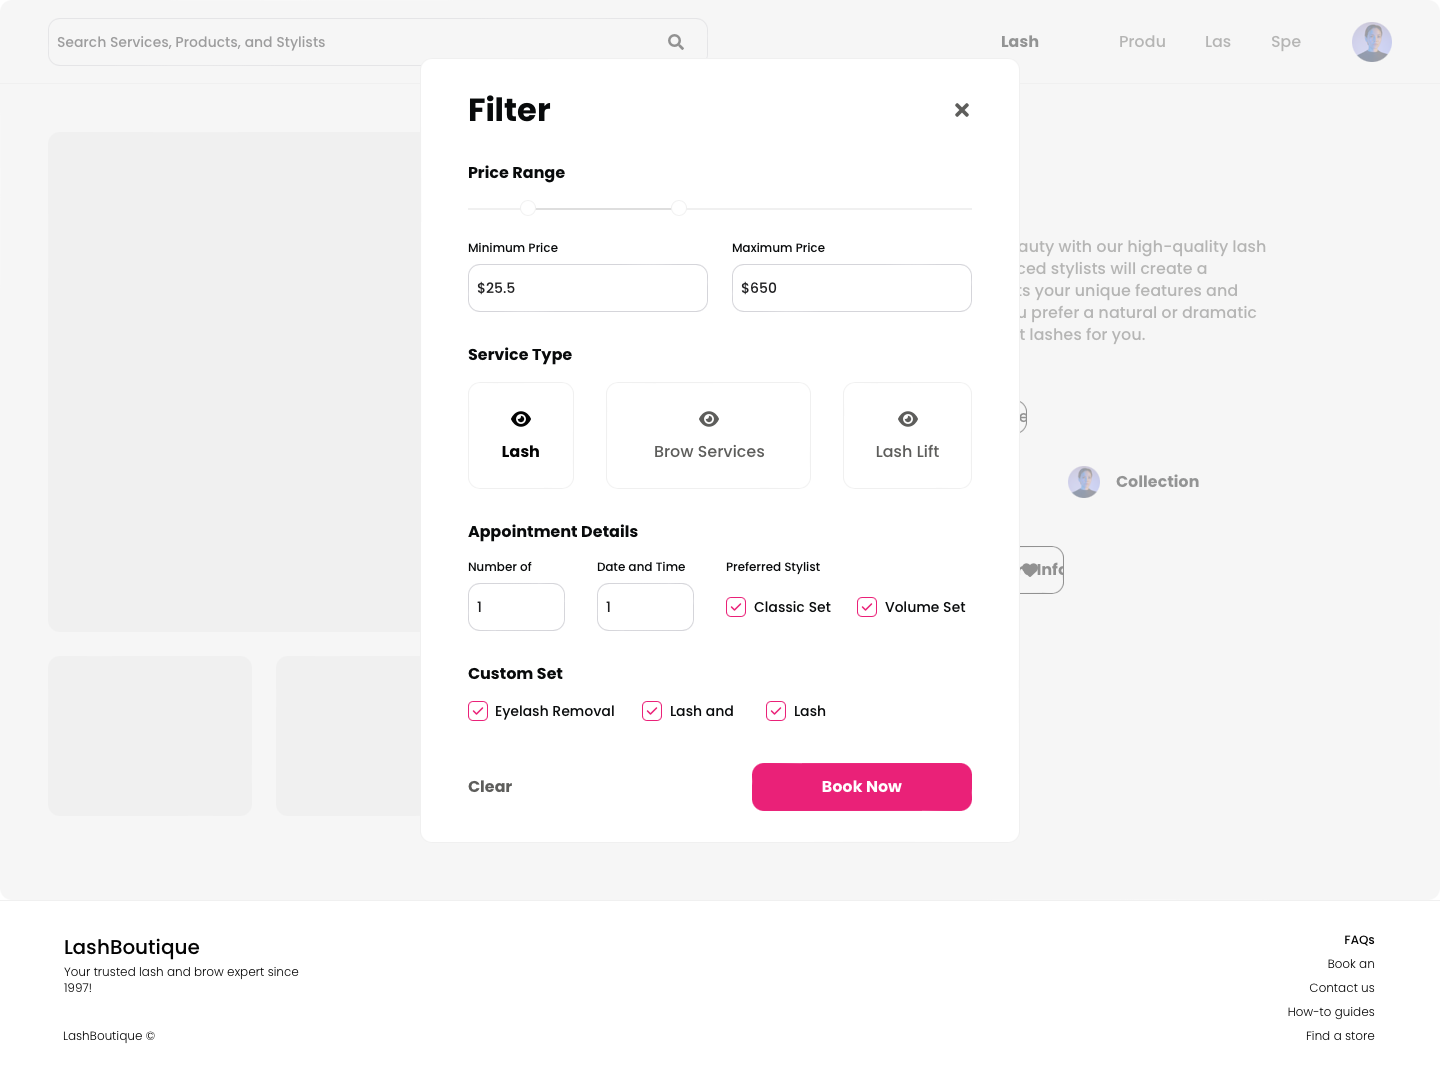 Search Services, Products, and Stylists
Lash
Produ
Las
Spe
Filter
Price Range
Minimum Price
Maximum Price
$25.5
$650
auty with our high-quality lash
ced stylists will create a
s your unique features and
u prefer a natural or dramatic
t lashes for you.
Service Type
Lash
Brow Services
Lash Lift
Collection
Appointment Details
Number of
Date and Time
Preferred Stylist
1
1
Classic Set
Volume Set
Info
Custom Set
Eyelash Removal
Lash and
Lash
Clear
Book Now
LashBoutique
Your trusted lash and brow expert since
1997!
LashBoutique ©
FAQs
Book an
Contact us
How-to guides
Find a store